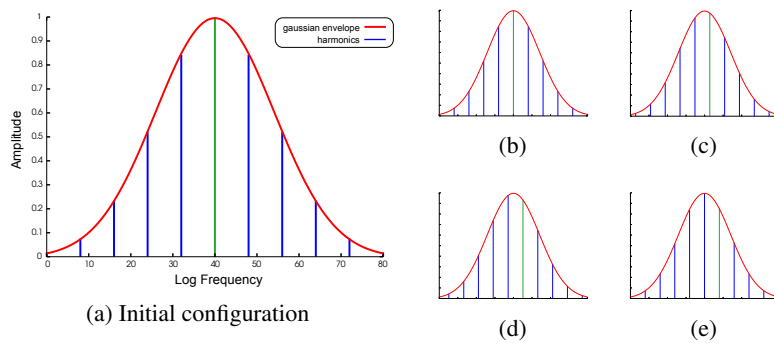 1
0.9
0.8
0.7
0.6
0.5
0.4
0.3
0.2
0.1
0
Amplitude
gaussian envelope
harmonics
0 10 20 30 40 50 60 70 80
Log Frequency
(a) Initial configuration
(b)
(c)
(d)
(e)